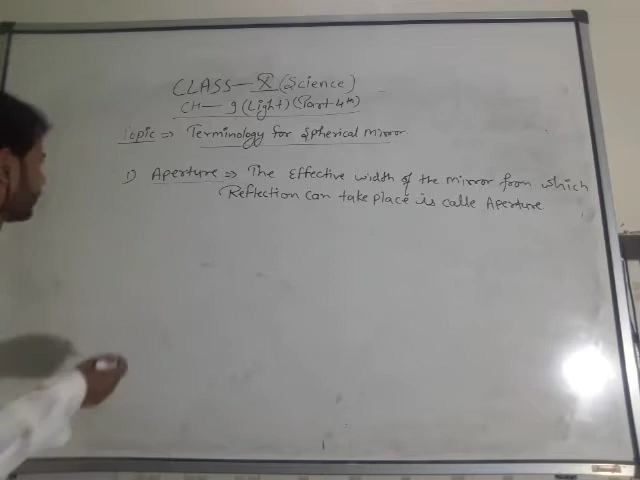 CLASS — X (Science)
CH — 9 (Light) (Part 4th)
Topic ⇒ Terminology for Spherical mirror
1) Aperture ⇒ The Effective width of the mirror from which
Reflection can take place is calle Aperture